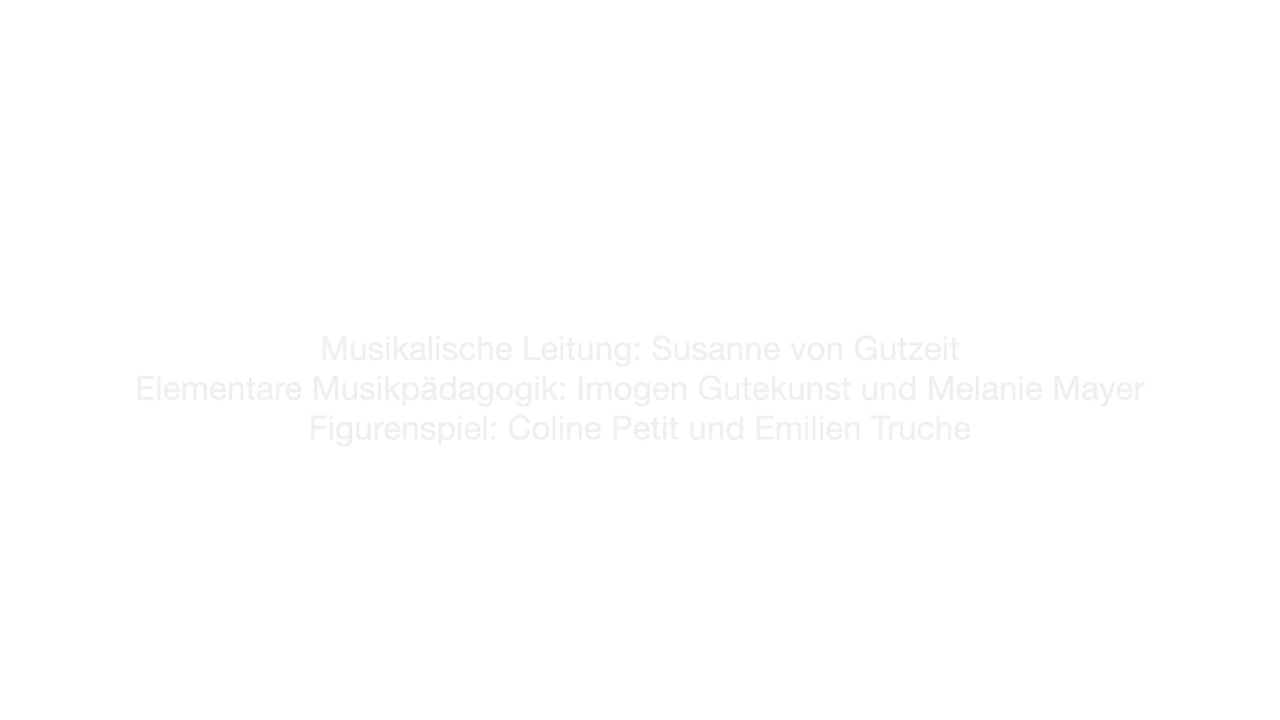 Musikalische Leitung: Susanne von Gutzeit
Elementare Musikpädagogik: Imogen Gutekunst und Melanie Mayer
Figurenspiel: Coline Petit und Emilien Truche